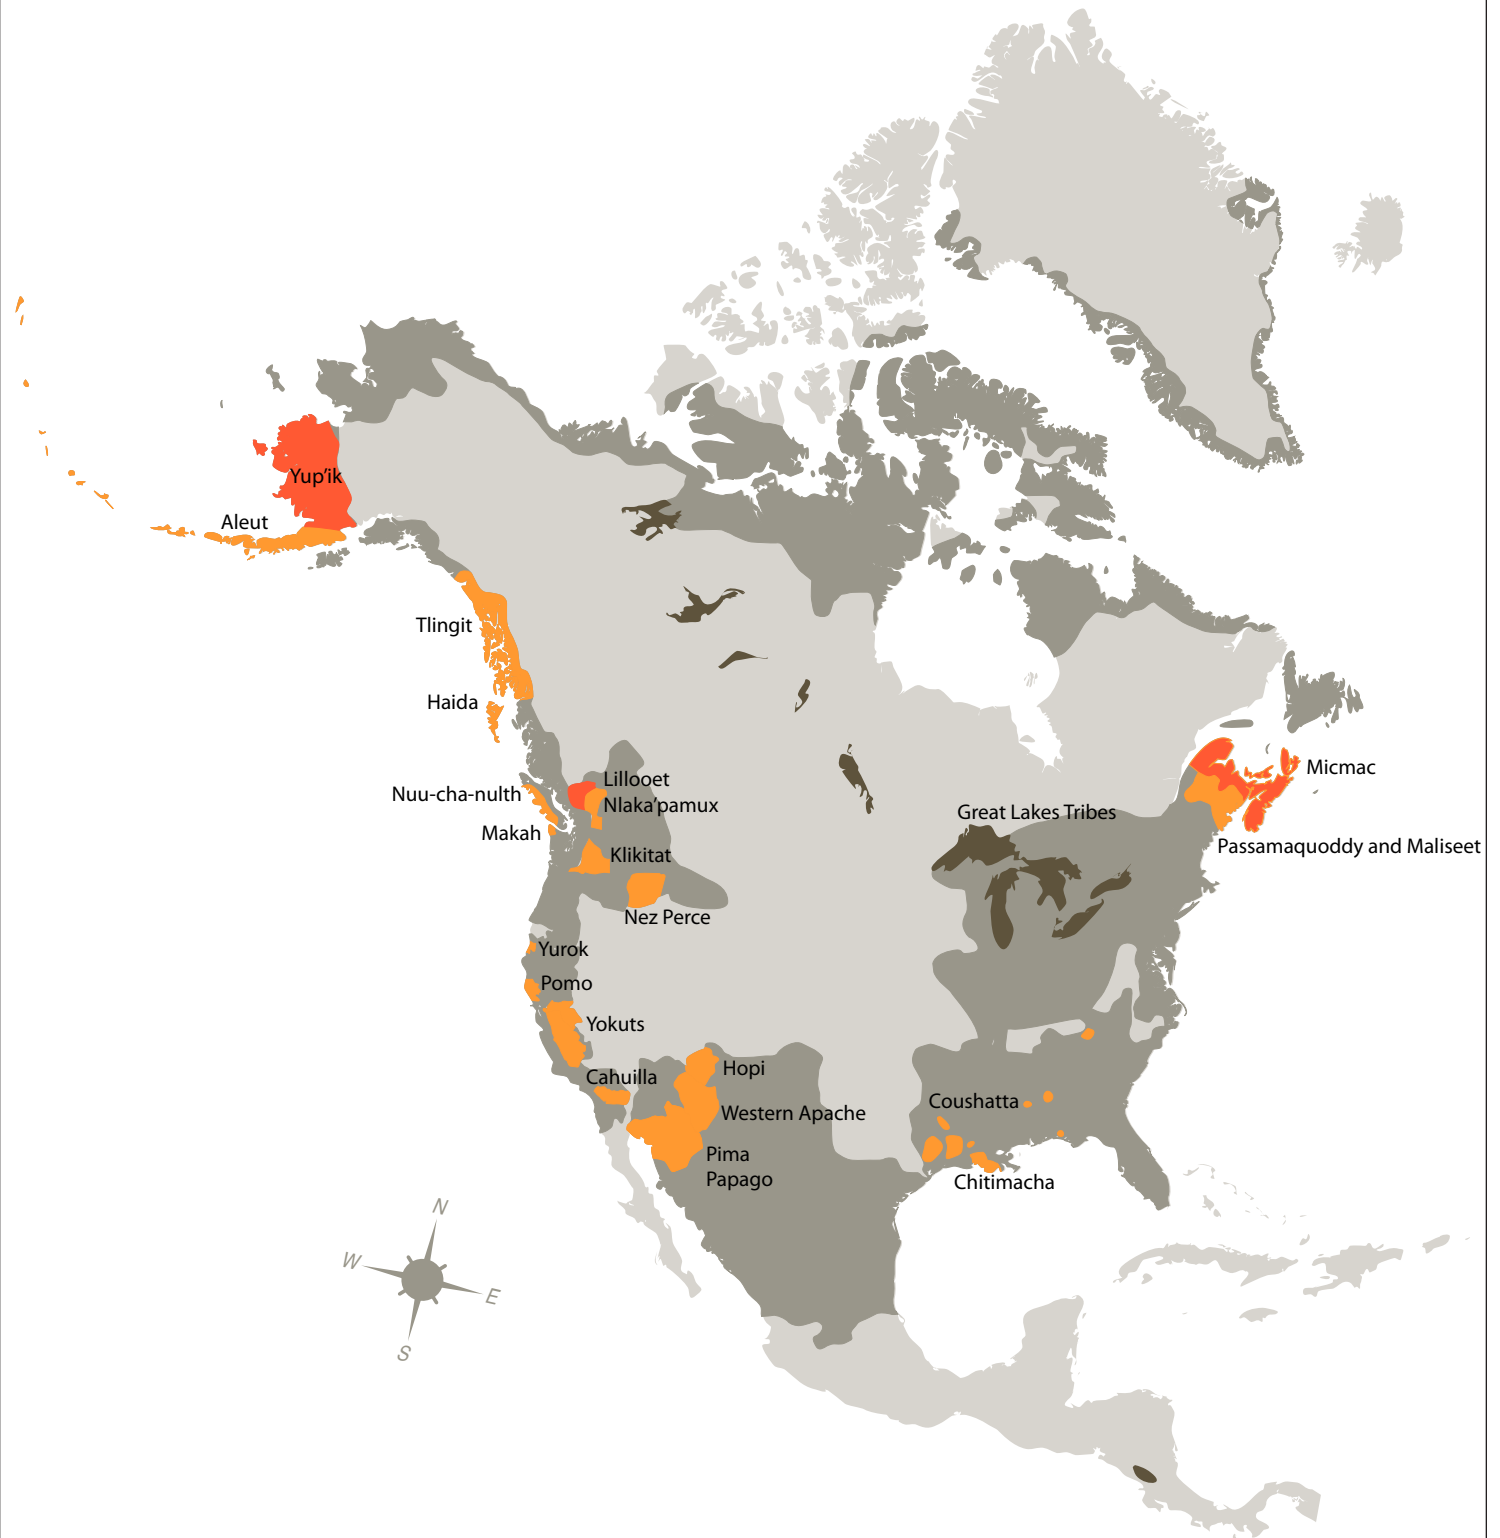 Yup'ik
Aleut
Tlingit
Haida
Nuu-cha-nulth
Makah
Lillooet
Nlaka'pamux
Klikitat
Nez Perce
Great Lakes Tribes
Micmac
Passamaquoddy and Maliseet
Yurok
Pomo
Yokuts
Cahuilla
Hopi
Western Apache
Pima
Papago
Coushatta
Chitimacha
N
W
E
S